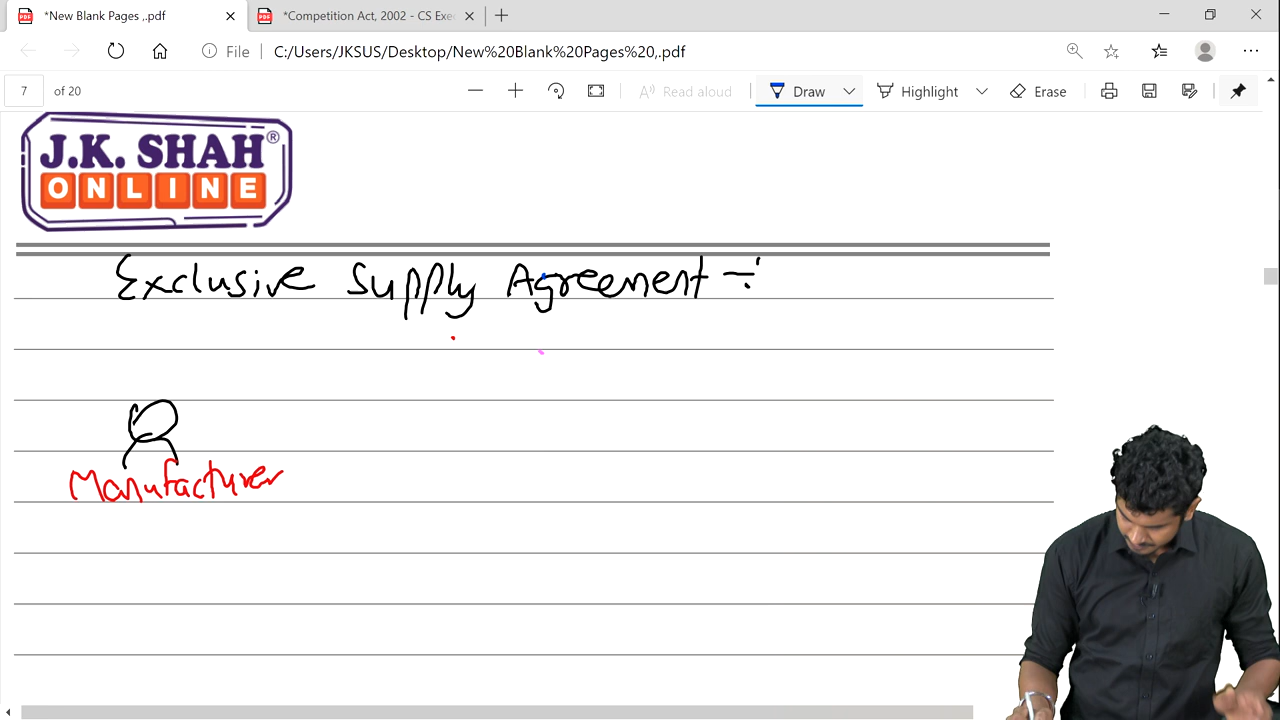 *New Blank Pages ,.pdf
*Competition Act, 2002 - CS Exe
File C:/Users/JKSUS/Desktop/New%20Blank%20Pages%20,.pdf
7 of 20 Read aloud Draw Highlight Erase
J.K. SHAH®
ONLINE
Exclusive Supply Agreement
Manufacturer